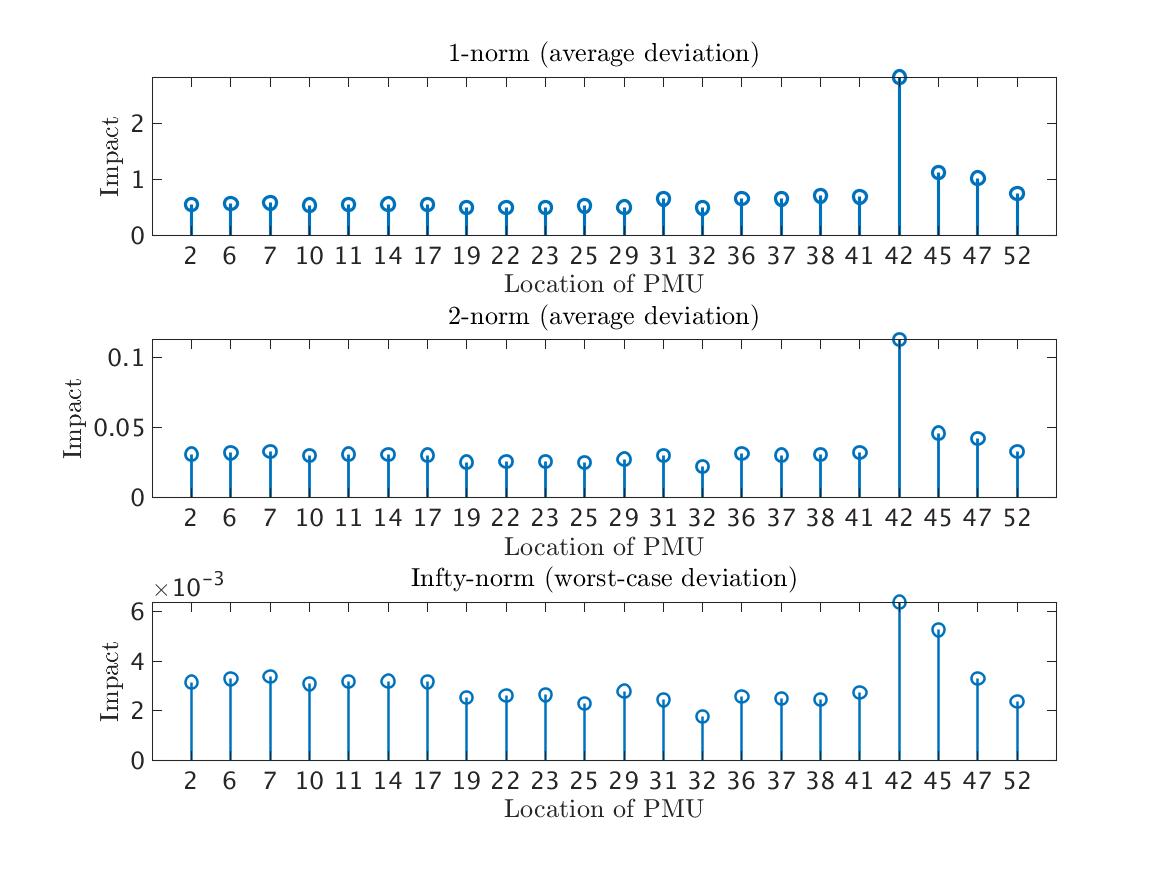 1-norm (average deviation)
Impact
2
1
0
2 6 7 10 11 14 17 19 22 23 25 29 31 32 36 37 38 41 42 45 47 52
Location of PMU
2-norm (average deviation)
Impact
0.1
0.05
0
2 6 7 10 11 14 17 19 22 23 25 29 31 32 36 37 38 41 42 45 47 52
Location of PMU
Infty-norm (worst-case deviation)
×10⁻³
Impact
6
4
2
0
2 6 7 10 11 14 17 19 22 23 25 29 31 32 36 37 38 41 42 45 47 52
Location of PMU